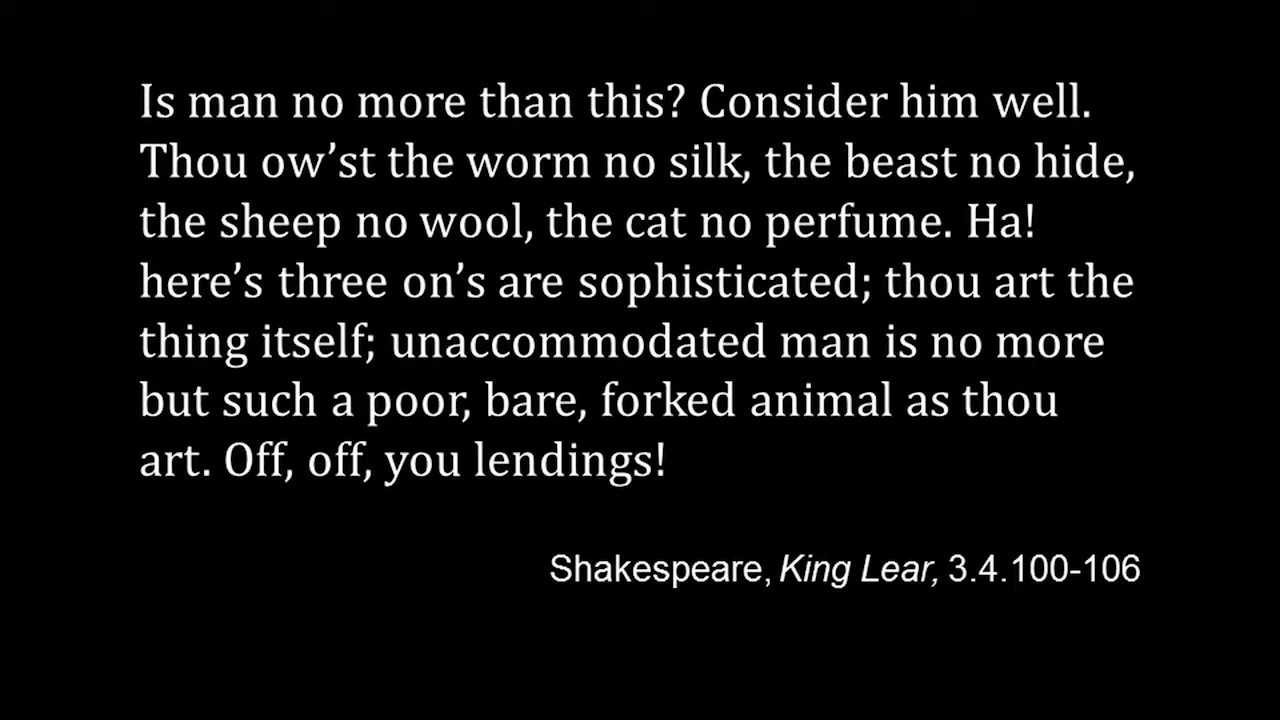 Is man no more than this? Consider him well.
Thou ow’st the worm no silk, the beast no hide,
the sheep no wool, the cat no perfume. Ha!
here’s three on’s are sophisticated; thou art the
thing itself; unaccommodated man is no more
but such a poor, bare, forked animal as thou
art. Off, off, you lendings!
Shakespeare, King Lear, 3.4.100-106